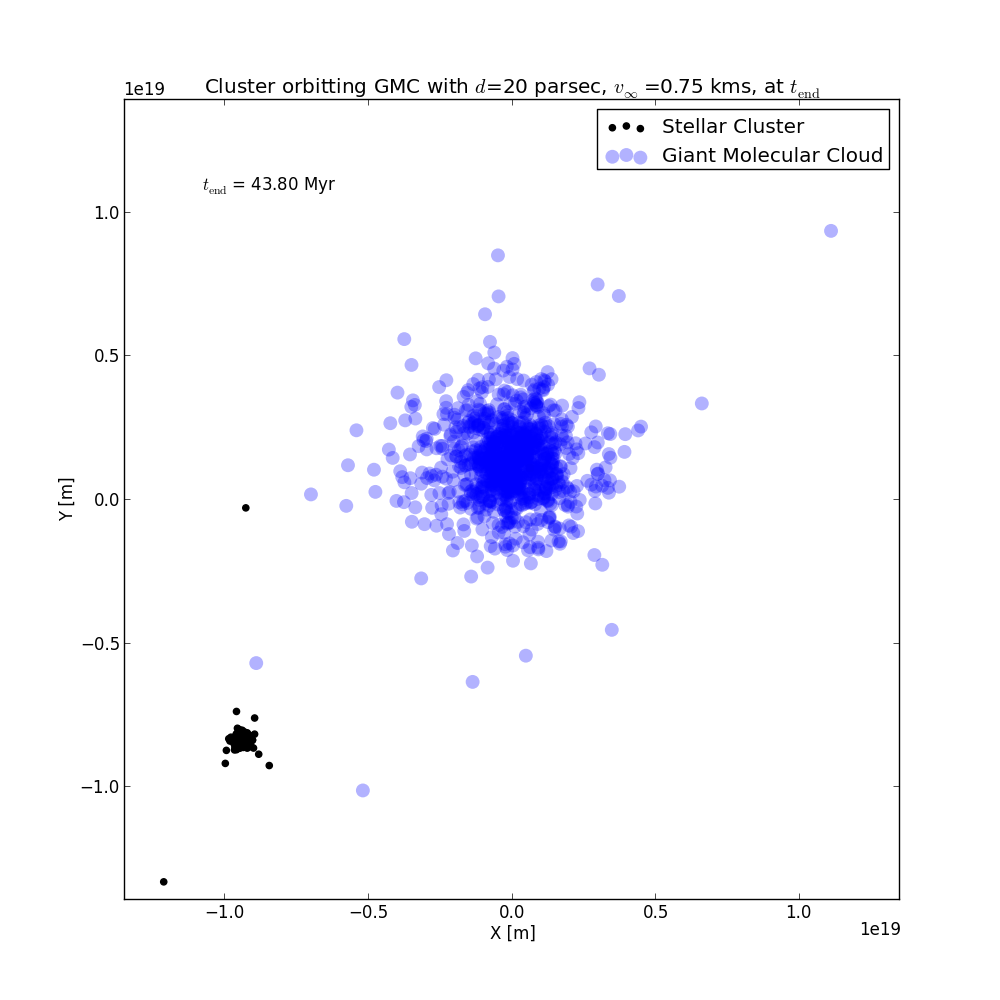 Cluster orbitting GMC with d=20 parsec, v∞ =0.75 kms, at t_end
1e19
Stellar Cluster
Giant Molecular Cloud
t_end = 43.80 Myr
1.0
0.5
0.0
−0.5
−1.0
Y [m]
−1.0 −0.5 0.0 0.5 1.0
X [m]
1e19